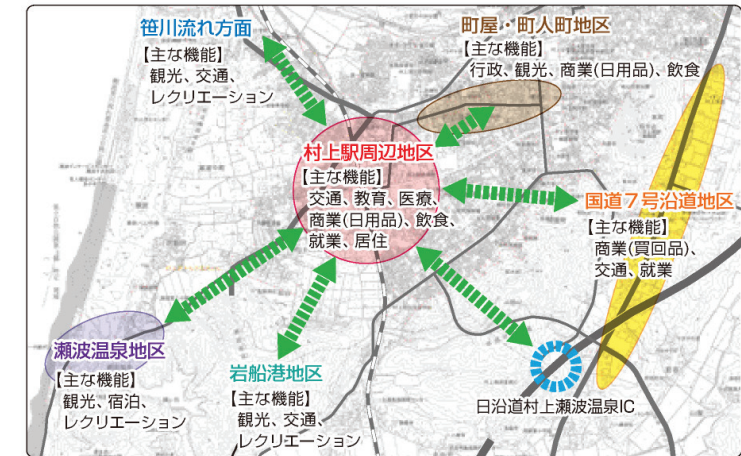 笹川流れ方面
【主な機能】
観光、交通、
レクリエーション
町屋・町人町地区
【主な機能】
行政、観光、商業(日用品)、飲食
村上駅周辺地区
【主な機能】
交通、教育、医療、
商業(日用品)、飲食、
就業、居住
国道7号沿道地区
【主な機能】
商業(買回品)、
交通、就業
瀬波温泉地区
【主な機能】
観光、宿泊、
レクリエーション
岩船港地区
【主な機能】
観光、交通、
レクリエーション
日沿道村上瀬波温泉IC